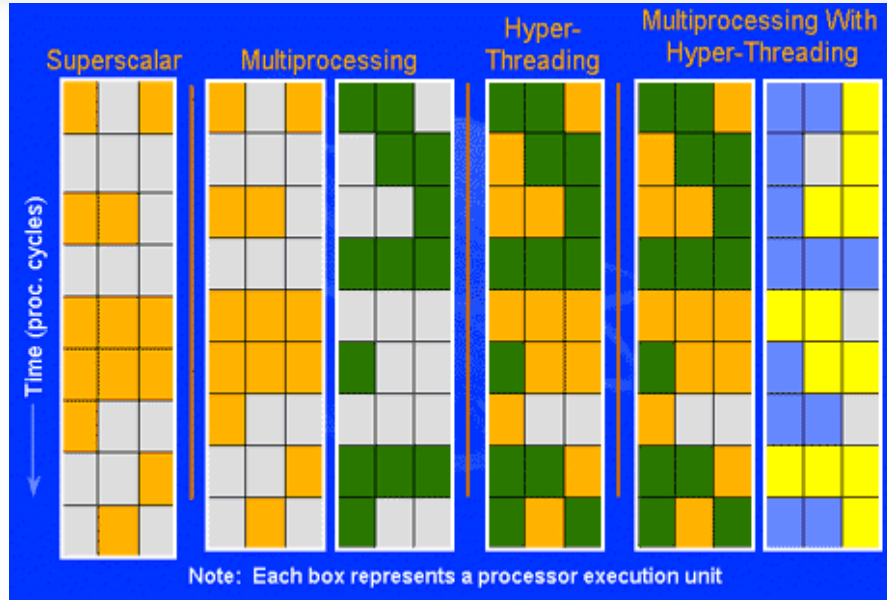 Superscalar
Multiprocessing
Hyper-
Threading
Multiprocessing With
Hyper-Threading
Time (proc. cycles)
Note: Each box represents a processor execution unit